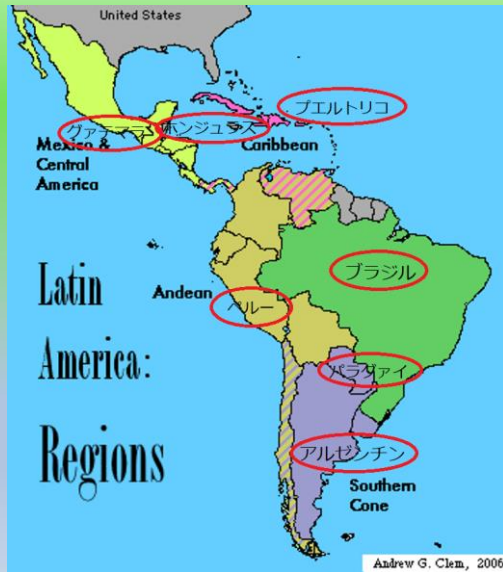 United States
プエルトリコ
グァテマラ
ホンジュラス
Mexico &
Central
America
Caribbean
ブラジル
Latin
America:
Regions
Andean
ペルー
パラグァイ
アルゼンチン
Southern
Cone
Andrew G. Clem, 2006